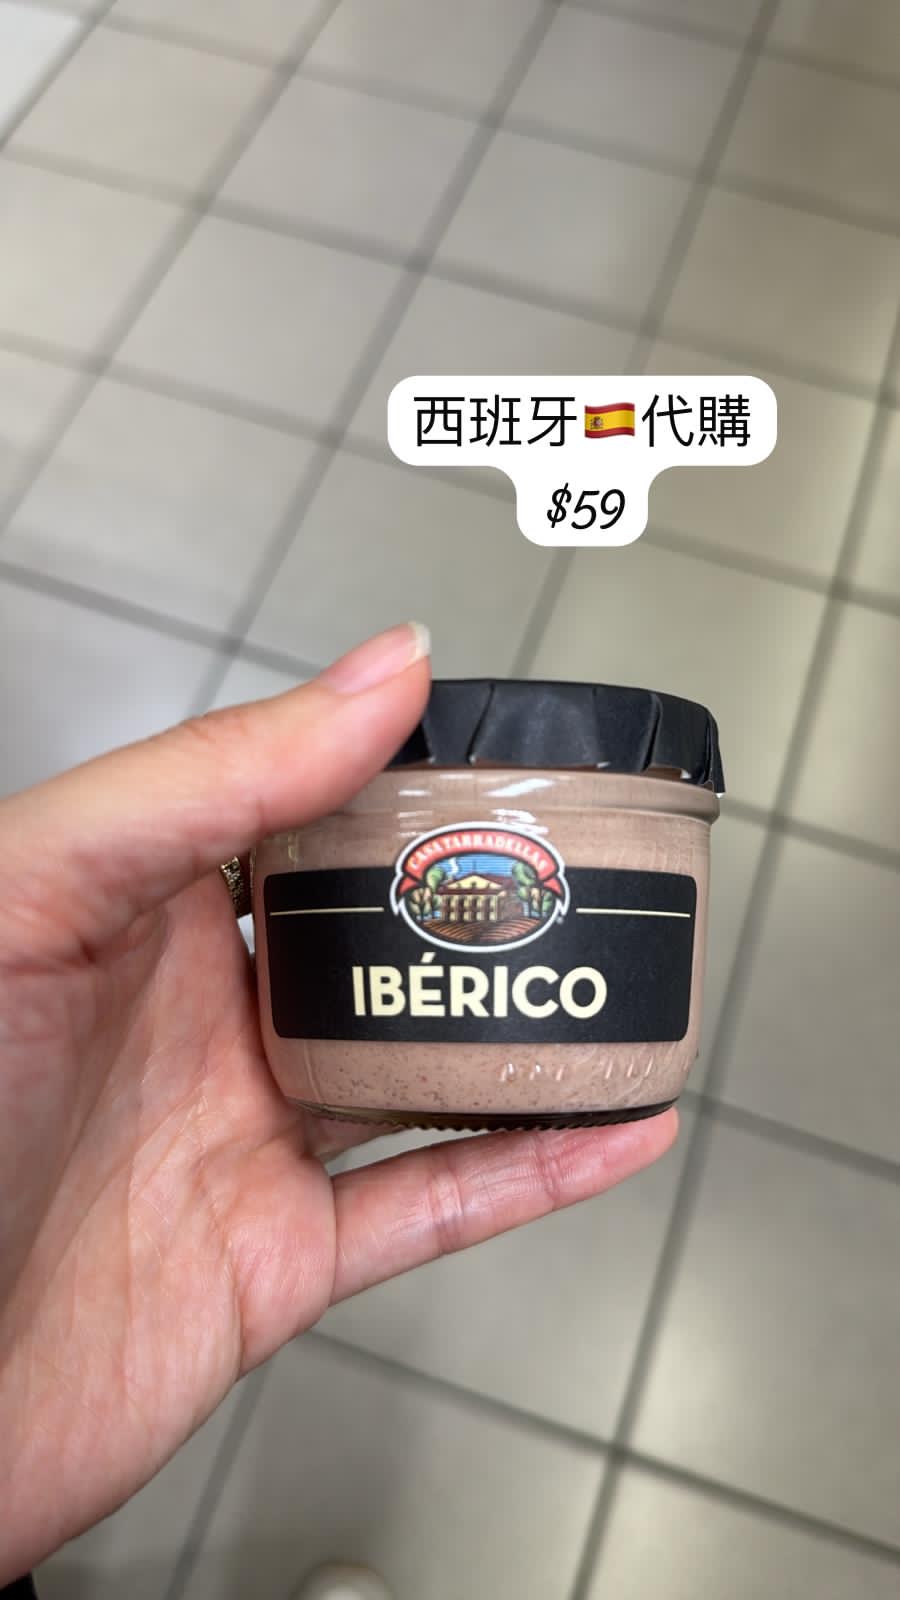 西班牙🇪🇸代購
$59
CASA TARRADELLAS
IBÉRICO